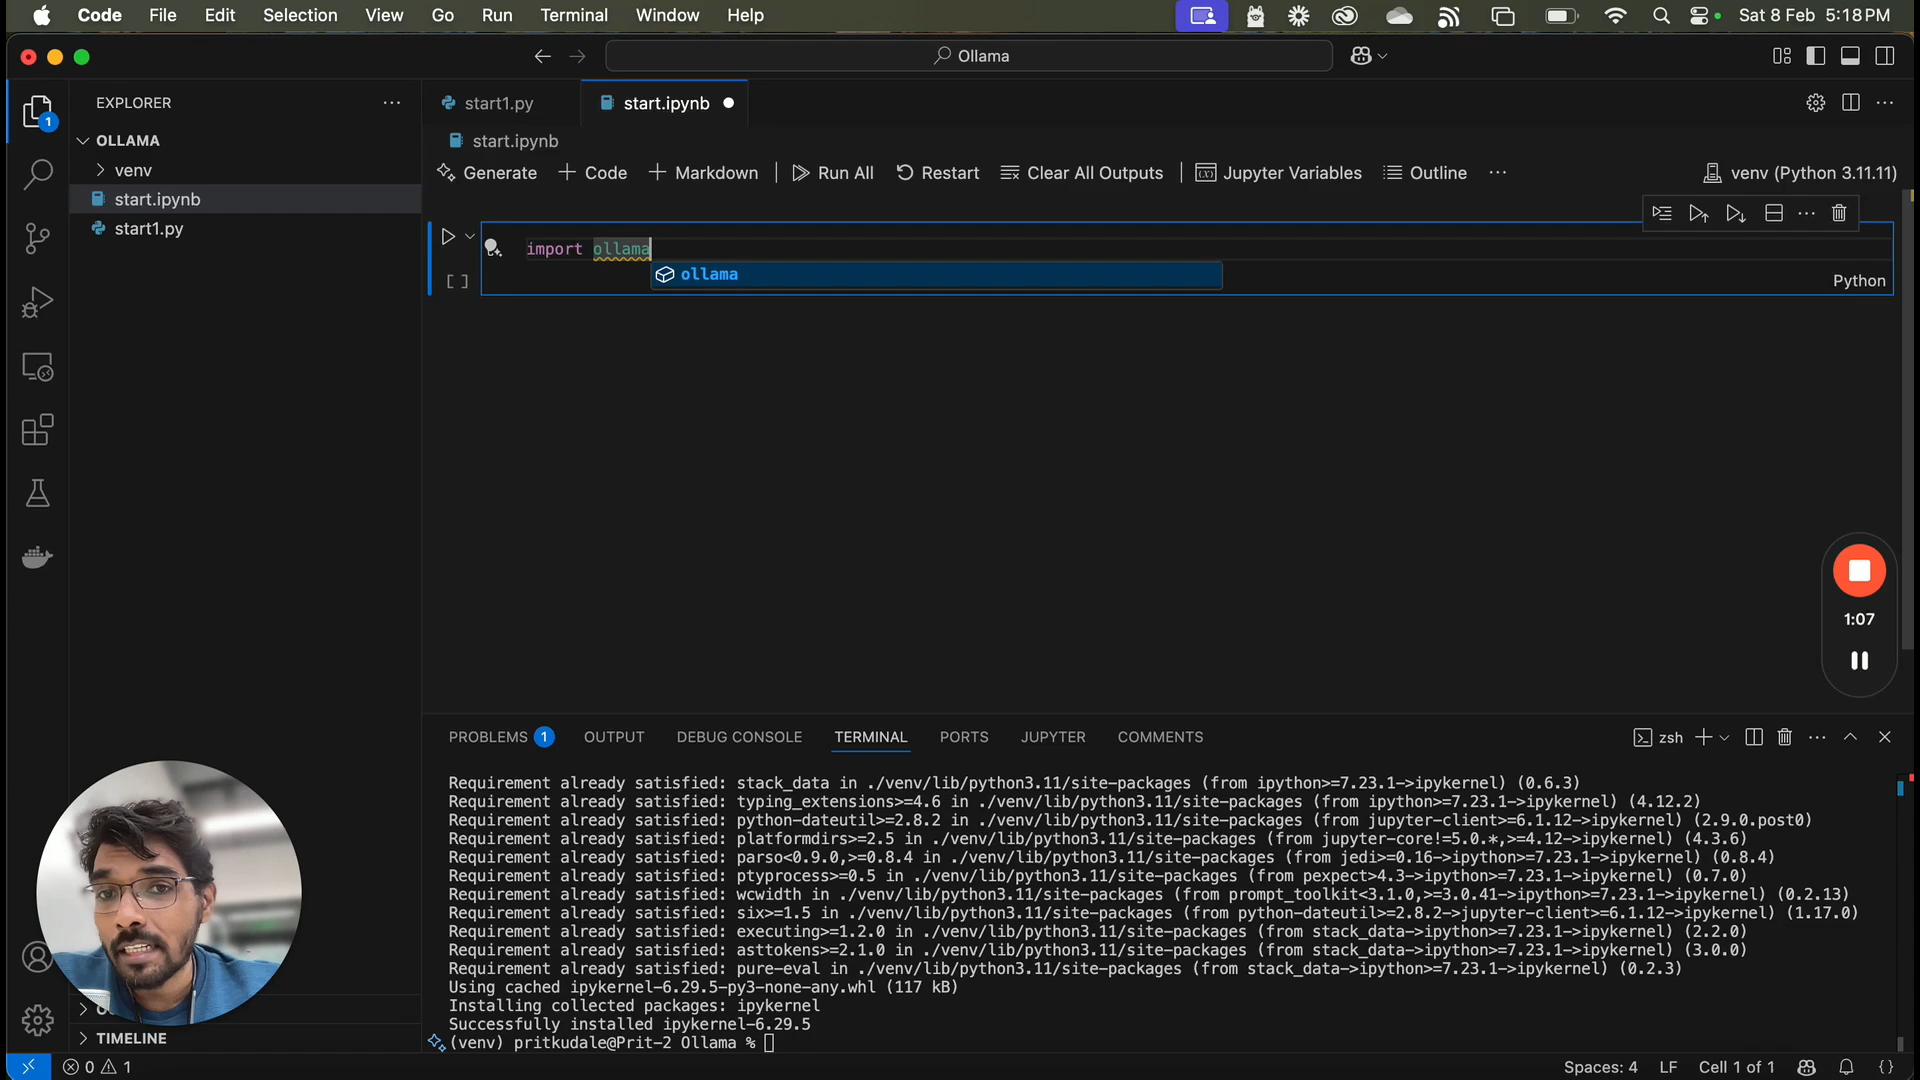 Code File Edit Selection View Go Run Terminal Window Help Sat 8 Feb 5:18 PM
Ollama
EXPLORER
OLLAMA
venv
start.ipynb
start1.py
start1.py start.ipynb
start.ipynb
Generate Code Markdown Run All Restart Clear All Outputs Jupyter Variables Outline venv (Python 3.11.11)
import ollama
ollama
[ ]
Python
1:07
PROBLEMS 1 OUTPUT DEBUG CONSOLE TERMINAL PORTS JUPYTER COMMENTS zsh
Requirement already satisfied: stack_data in ./venv/lib/python3.11/site-packages (from ipython>=7.23.1->ipykernel) (0.6.3)
Requirement already satisfied: typing_extensions>=4.6 in ./venv/lib/python3.11/site-packages (from ipython>=7.23.1->ipykernel) (4.12.2)
Requirement already satisfied: python-dateutil>=2.8.2 in ./venv/lib/python3.11/site-packages (from jupyter-client>=6.1.12->ipykernel) (2.9.0.post0)
Requirement already satisfied: platformdirs>=2.5 in ./venv/lib/python3.11/site-packages (from jupyter-core!=5.0.*,>=4.12->ipykernel) (4.3.6)
Requirement already satisfied: parso<0.9.0,>=0.8.4 in ./venv/lib/python3.11/site-packages (from jedi>=0.16->ipython>=7.23.1->ipykernel) (0.8.4)
Requirement already satisfied: ptyprocess>=0.5 in ./venv/lib/python3.11/site-packages (from pexpect>4.3->ipython>=7.23.1->ipykernel) (0.7.0)
Requirement already satisfied: wcwidth in ./venv/lib/python3.11/site-packages (from prompt_toolkit<3.1.0,>=3.0.41->ipython>=7.23.1->ipykernel) (0.2.13)
Requirement already satisfied: six>=1.5 in ./venv/lib/python3.11/site-packages (from python-dateutil>=2.8.2->jupyter-client>=6.1.12->ipykernel) (1.17.0)
Requirement already satisfied: executing>=1.2.0 in ./venv/lib/python3.11/site-packages (from stack_data->ipython>=7.23.1->ipykernel) (2.2.0)
Requirement already satisfied: asttokens>=2.1.0 in ./venv/lib/python3.11/site-packages (from stack_data->ipython>=7.23.1->ipykernel) (3.0.0)
Requirement already satisfied: pure-eval in ./venv/lib/python3.11/site-packages (from stack_data->ipython>=7.23.1->ipykernel) (0.2.3)
Using cached ipykernel-6.29.5-py3-none-any.whl (117 kB)
Installing collected packages: ipykernel
Successfully installed ipykernel-6.29.5
(venv) pritkudale@Prit-2 Ollama %
TIMELINE
0 1 Spaces: 4 LF Cell 1 of 1